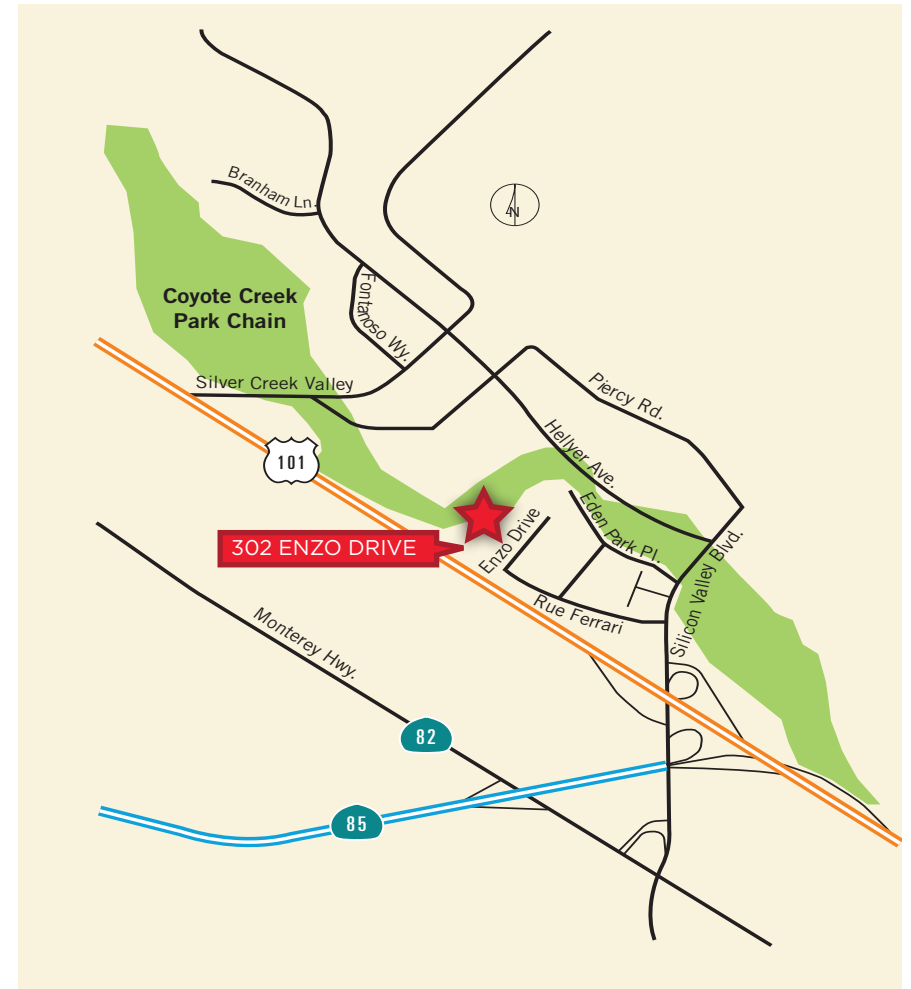 Branham Ln.
N
Fontanoso Wy.
Coyote Creek
Park Chain
Silver Creek Valley
Piercy Rd.
Hellyer Ave.
101
Eden Park Pl.
Enzo Drive
302 ENZO DRIVE
Silicon Valley Blvd.
Rue Ferrari
Monterey Hwy.
82
85